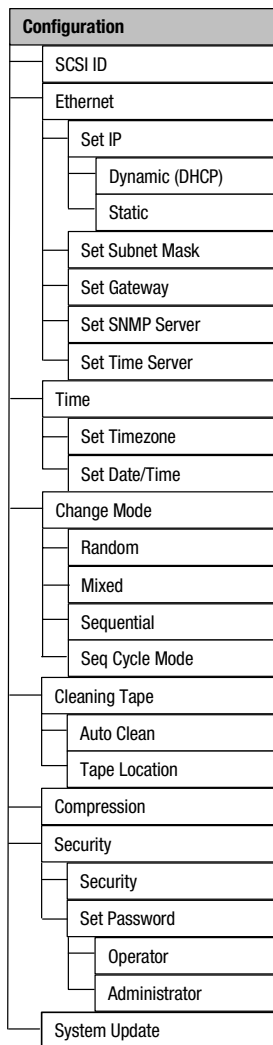 Configuration
SCSI ID
Ethernet
Set IP
Dynamic (DHCP)
Static
Set Subnet Mask
Set Gateway
Set SNMP Server
Set Time Server
Time
Set Timezone
Set Date/Time
Change Mode
Random
Mixed
Sequential
Seq Cycle Mode
Cleaning Tape
Auto Clean
Tape Location
Compression
Security
Security
Set Password
Operator
Administrator
System Update